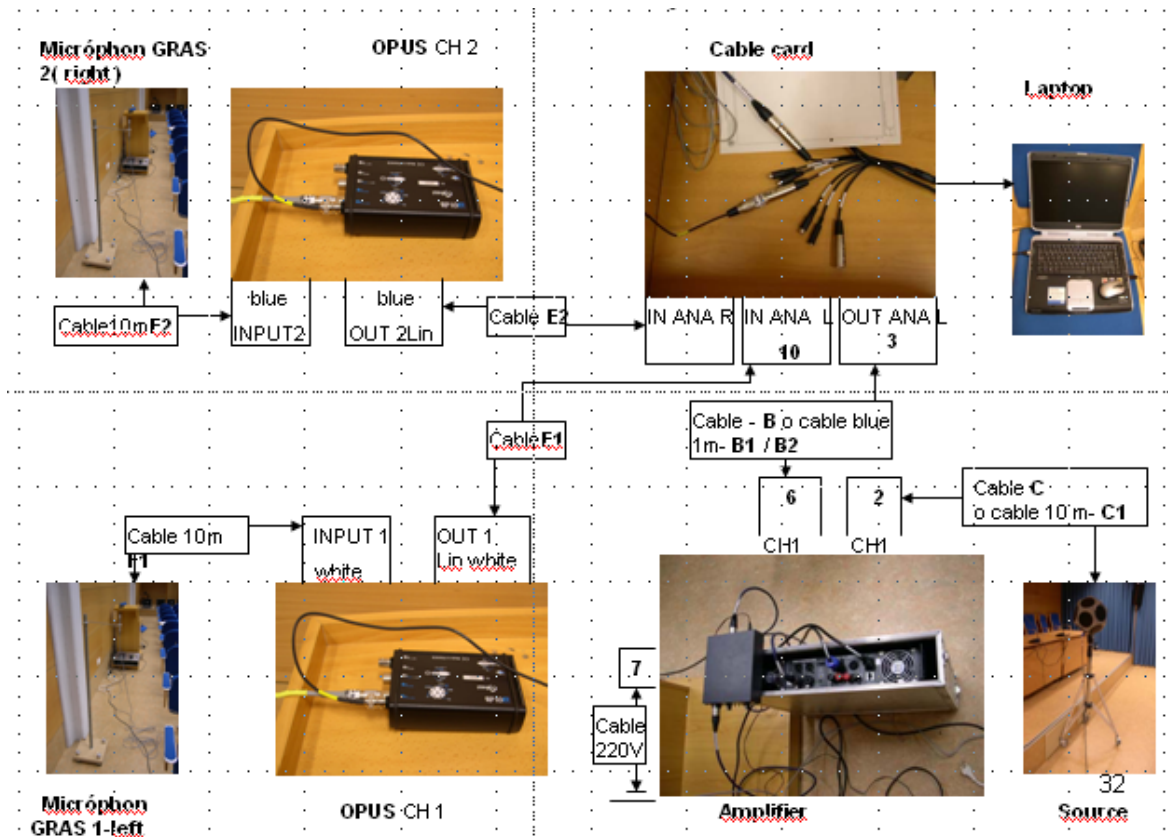 Micróphon GRAS
2( right )
OPUS CH 2
Cable card
Laptop
Cable10m E2
blue
INPUT2
blue
OUT 2Lin
Cable E2
IN ANA R
IN ANA L
10
OUT ANA L
3
Cable F1
Cable - B o cable blue
1m- B1 / B2
6
CH1
2
CH1
Cable C
o cable 10 m- C1
Cable 10m
F1
INPUT 1
white
OUT 1
Lin white
7
Cable
220V
Micróphon
GRAS 1-left
OPUS CH 1
Amplifier
32
Source